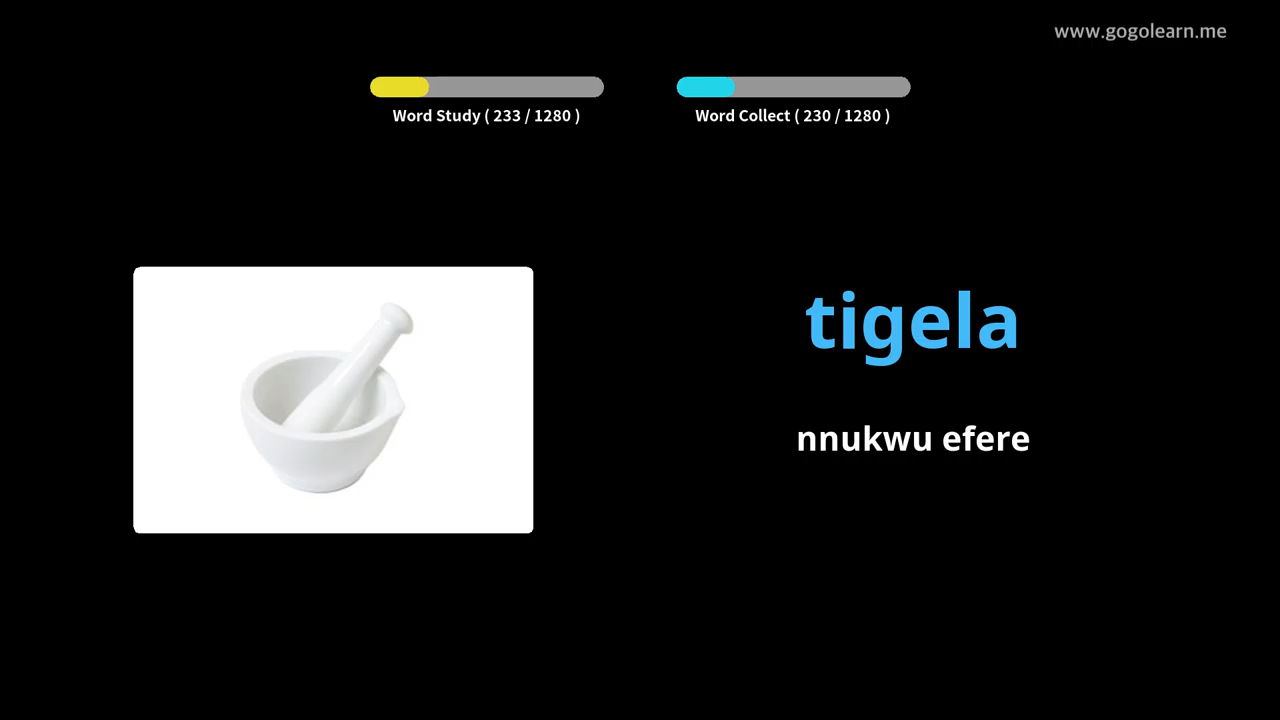 www.gogolearn.me
Word Study ( 233 / 1280 )
Word Collect ( 230 / 1280 )
tigela
nnukwu efere